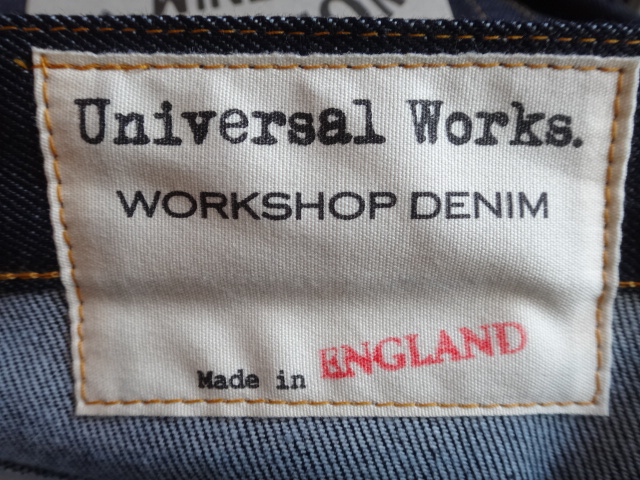 Universal Works.
WORKSHOP DENIM
Made in ENGLAND